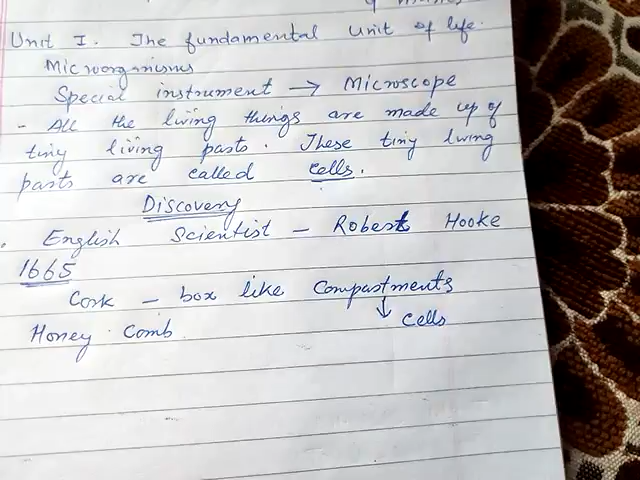 Unit I. The fundamental Unit of life.
Microorganisms
Special instrument → Microscope
- All the living things are made up of
tiny living parts. These tiny living
parts are called cells.
Discovery
. English Scientist - Robert Hooke
1665
Cork - box like Compartments
↓ cells
Honey Comb